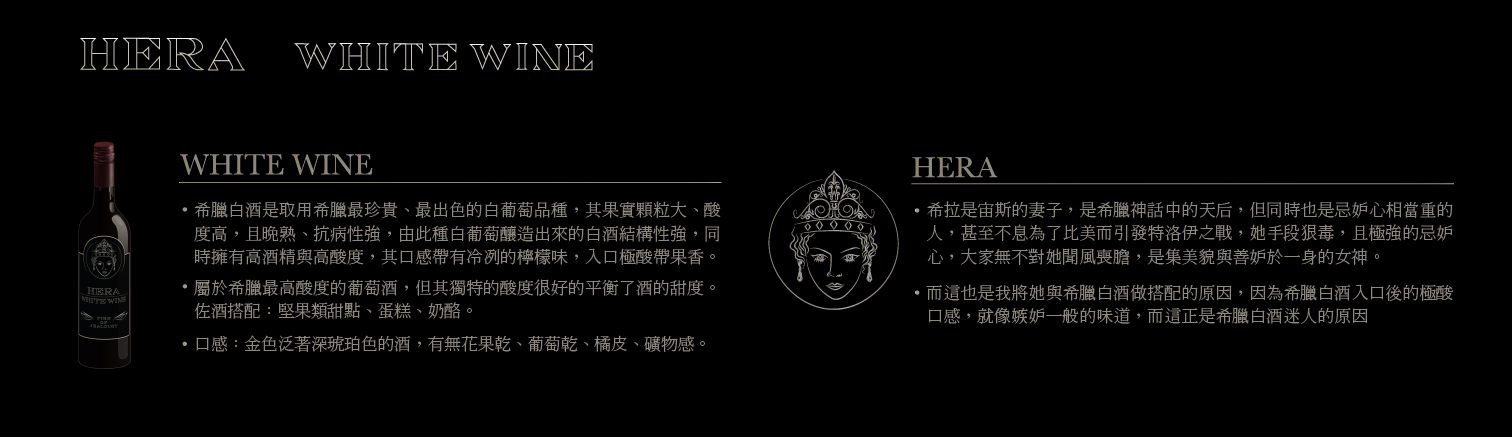 HERA WHITE WINE
WHITE WINE
• 希臘白酒是取用希臘最珍貴、最出色的白葡萄品種，其果實顆粒大、酸
度高，且晚熟、抗病性強，由此種白葡萄釀造出來的白酒結構性強，同
時擁有高酒精與高酸度，其口感帶有冷冽的檸檬味，入口極酸帶果香。
• 屬於希臘最高酸度的葡萄酒，但其獨特的酸度很好的平衡了酒的甜度。
佐酒搭配：堅果類甜點、蛋糕、奶酪。
• 口感：金色泛著深琥珀色的酒，有無花果乾、葡萄乾、橘皮、礦物感。
HERA
WHITE WINE
FIRE
OF
JEALOUSY
HERA
• 希拉是宙斯的妻子，是希臘神話中的天后，但同時也是忌妒心相當重的
人，甚至不息為了比美而引發特洛伊之戰，她手段狠毒，且極強的忌妒
心，大家無不對她聞風喪膽，是集美貌與善妒於一身的女神。
• 而這也是我將她與希臘白酒做搭配的原因，因為希臘白酒入口後的極酸
口感，就像嫉妒一般的味道，而這正是希臘白酒迷人的原因